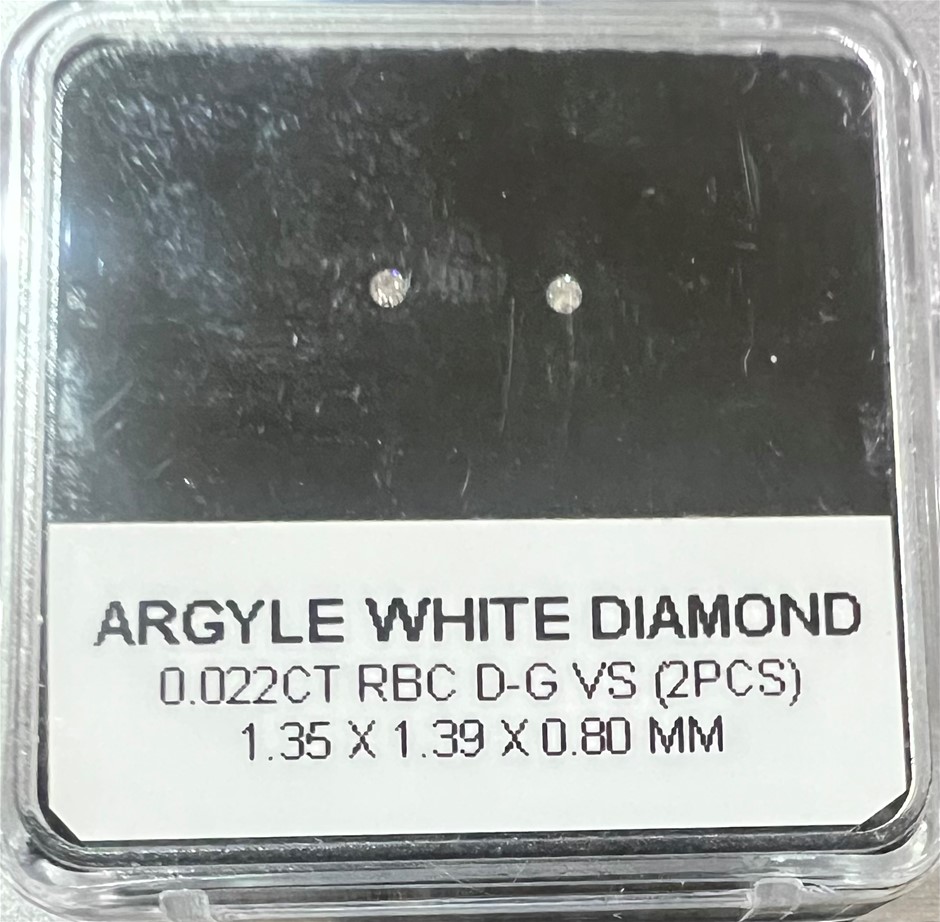 ARGYLE WHITE DIAMOND
0.022CT RBC D-G VS (2PCS)
1.35 X 1.39 X 0.80 MM